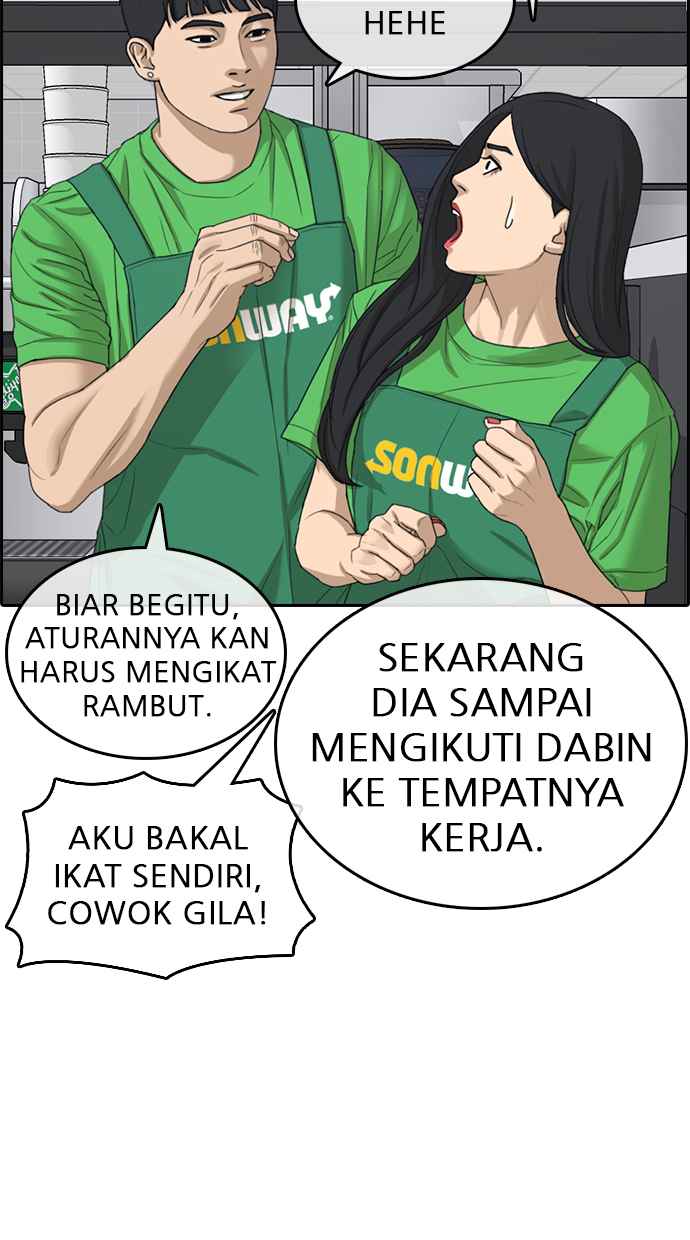 HEHE
SONWAY
SONW
BIAR BEGITU,
ATURANNYA KAN
HARUS MENGIKAT
RAMBUT.
SEKARANG
DIA SAMPAI
MENGIKUTI DABIN
KE TEMPATNYA
KERJA.
AKU BAKAL
IKAT SENDIRI,
COWOK GILA!